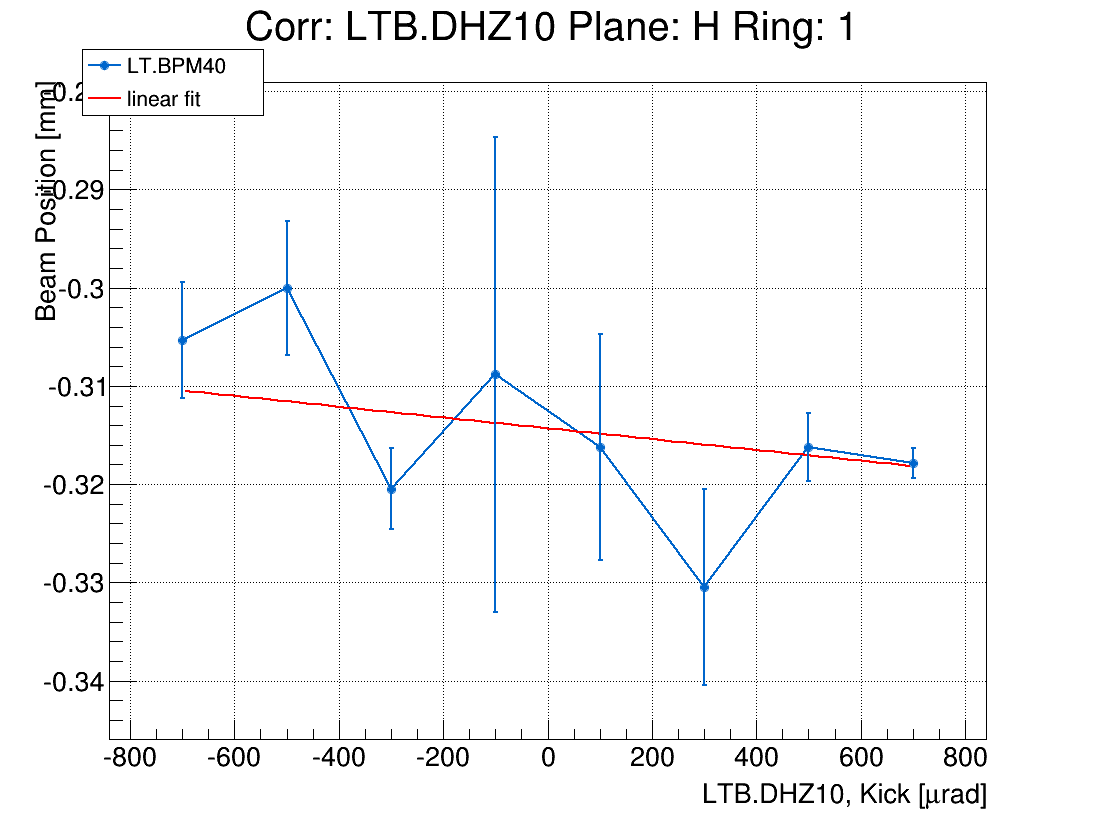 Corr: LTB.DHZ10 Plane: H Ring: 1
LT.BPM40
linear fit
Beam Position [mm]
-0.29
-0.3
-0.31
-0.32
-0.33
-0.34
-800 -600 -400 -200 0 200 400 600 800
LTB.DHZ10, Kick [μrad]